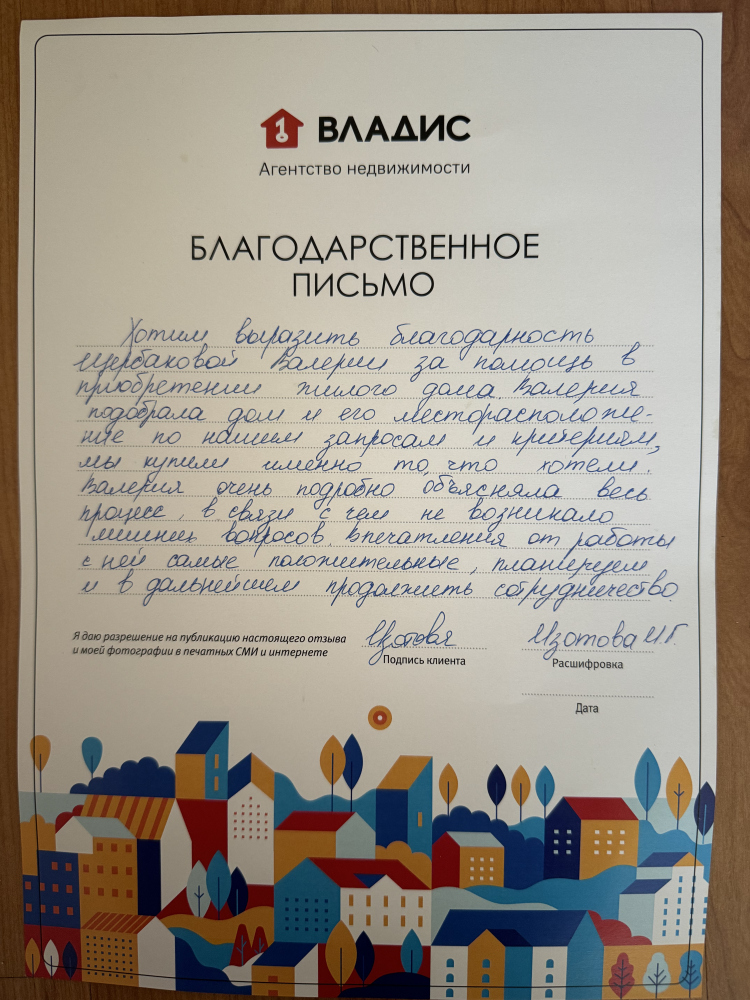 ВЛАДИС
Агентство недвижимости
БЛАГОДАРСТВЕННОЕ
ПИСЬМО
Хотим выразить благодарность
Щербаковой Валерии за помощь в
приобретении жилого дома. Валерия
подобрала дом и его месторасположе-
ние по нашим запросам и критериям,
мы купили именно то, что хотели.
Валерия очень подробно объясняла весь
процесс, в связи с чем не возникало
лишних вопросов. Впечатления от работы
с ней самые положительные, планируем
и в дальнейшем продолжить сотрудничество.
Я даю разрешение на публикацию настоящего отзыва
и моей фотографии в печатных СМИ и интернете
Изотова
Подпись клиента
Изотова И.Г.
Расшифровка
Дата